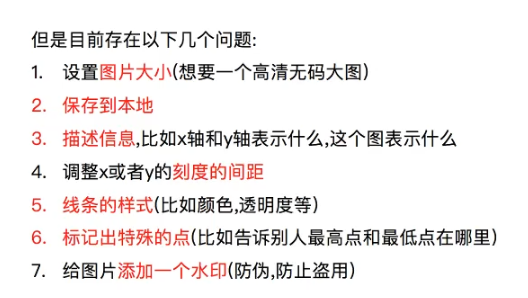 但是目前存在以下几个问题:
1. 设置图片大小(想要一个高清无码大图)
2. 保存到本地
3. 描述信息,比如x轴和y轴表示什么,这个图表示什么
4. 调整x或者y的刻度的间距
5. 线条的样式(比如颜色,透明度等)
6. 标记出特殊的点(比如告诉别人最高点和最低点在哪里)
7. 给图片添加一个水印(防伪,防止盗用)